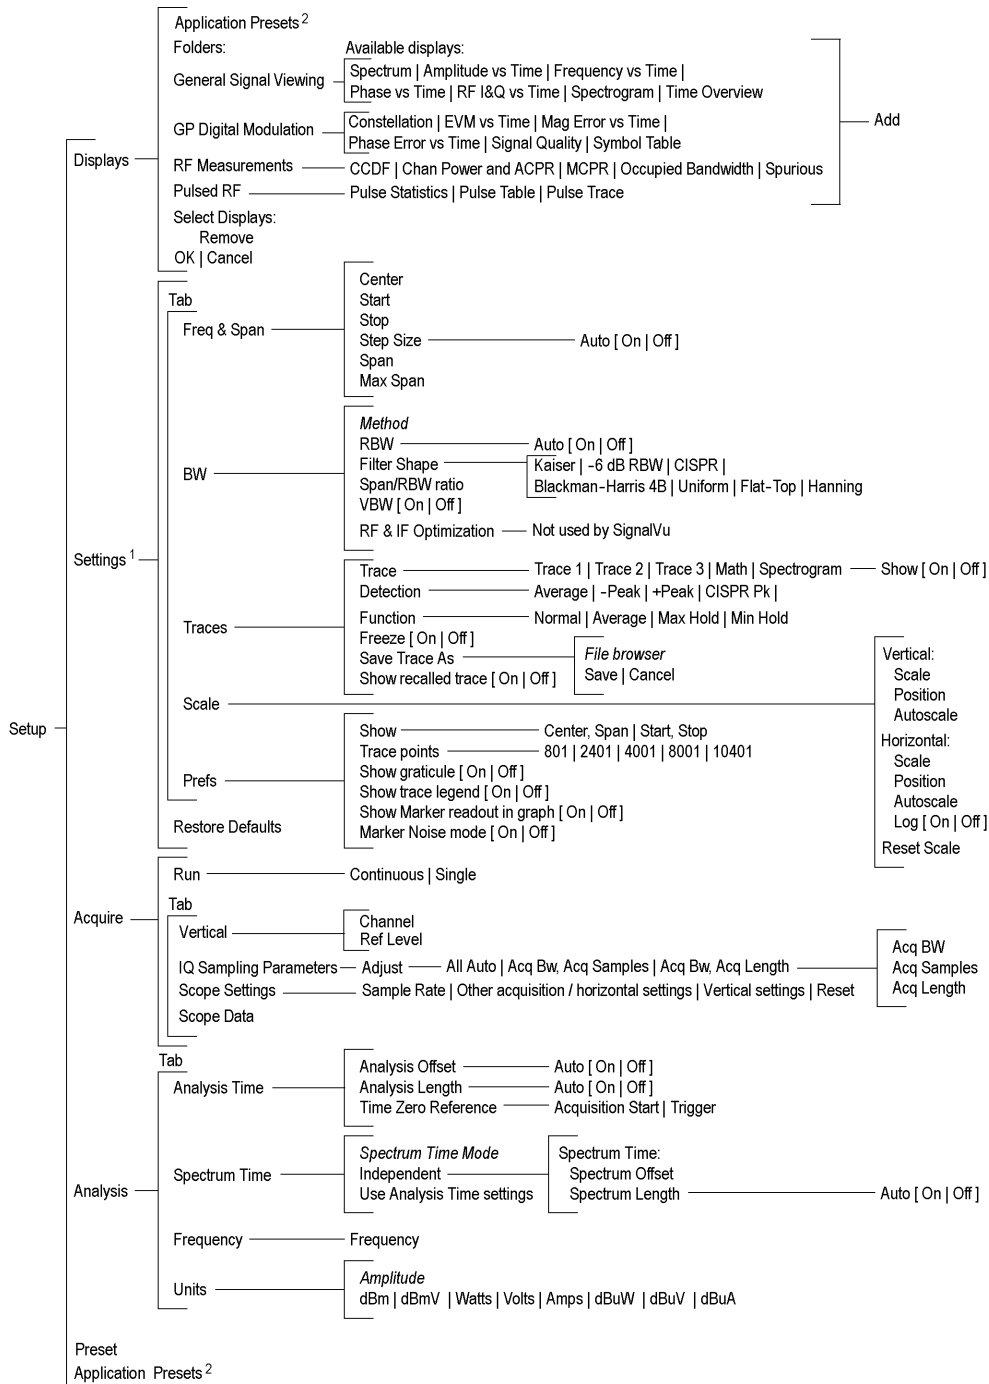 Application Presets 2
Folders: Available displays:
General Signal Viewing Spectrum | Amplitude vs Time | Frequency vs Time |
Phase vs Time | RF I&Q vs Time | Spectrogram | Time Overview
GP Digital Modulation Constellation | EVM vs Time | Mag Error vs Time |
Phase Error vs Time | Signal Quality | Symbol Table
Add
Displays
RF Measurements CCDF | Chan Power and ACPR | MCPR | Occupied Bandwidth | Spurious
Pulsed RF Pulse Statistics | Pulse Table | Pulse Trace
Select Displays:
Remove
OK | Cancel
Tab
Freq & Span
Center
Start
Stop
Step Size Auto [ On | Off ]
Span
Max Span
BW
Method
RBW Auto [ On | Off ]
Filter Shape Kaiser | -6 dB RBW | CISPR |
Blackman-Harris 4B | Uniform | Flat-Top | Hanning
Span/RBW ratio
VBW [ On | Off ]
RF & IF Optimization Not used by SignalVu
Settings 1
Traces
Trace Trace 1 | Trace 2 | Trace 3 | Math | Spectrogram Show [ On | Off ]
Detection Average | -Peak | +Peak | CISPR Pk |
Function Normal | Average | Max Hold | Min Hold
Freeze [ On | Off ]
Save Trace As File browser
Save | Cancel
Show recalled trace [ On | Off ]
Scale
Vertical:
Scale
Position
Autoscale
Horizontal:
Scale
Position
Autoscale
Log [ On | Off ]
Reset Scale
Setup
Prefs
Show Center, Span | Start, Stop
Trace points 801 | 2401 | 4001 | 8001 | 10401
Show graticule [ On | Off ]
Show trace legend [ On | Off ]
Show Marker readout in graph [ On | Off ]
Marker Noise mode [ On | Off ]
Restore Defaults
Run Continuous | Single
Acquire
Tab
Vertical
Channel
Ref Level
IQ Sampling Parameters Adjust All Auto | Acq Bw, Acq Samples | Acq Bw, Acq Length
Acq BW
Acq Samples
Acq Length
Scope Settings Sample Rate | Other acquisition / horizontal settings | Vertical settings | Reset
Scope Data
Tab
Analysis Time
Analysis Offset Auto [ On | Off ]
Analysis Length Auto [ On | Off ]
Time Zero Reference Acquisition Start | Trigger
Analysis
Spectrum Time
Spectrum Time Mode
Independent
Use Analysis Time settings
Spectrum Time:
Spectrum Offset
Spectrum Length Auto [ On | Off ]
Frequency Frequency
Units
Amplitude
dBm | dBmV | Watts | Volts | Amps | dBuW | dBuV | dBuA
Preset
Application Presets 2